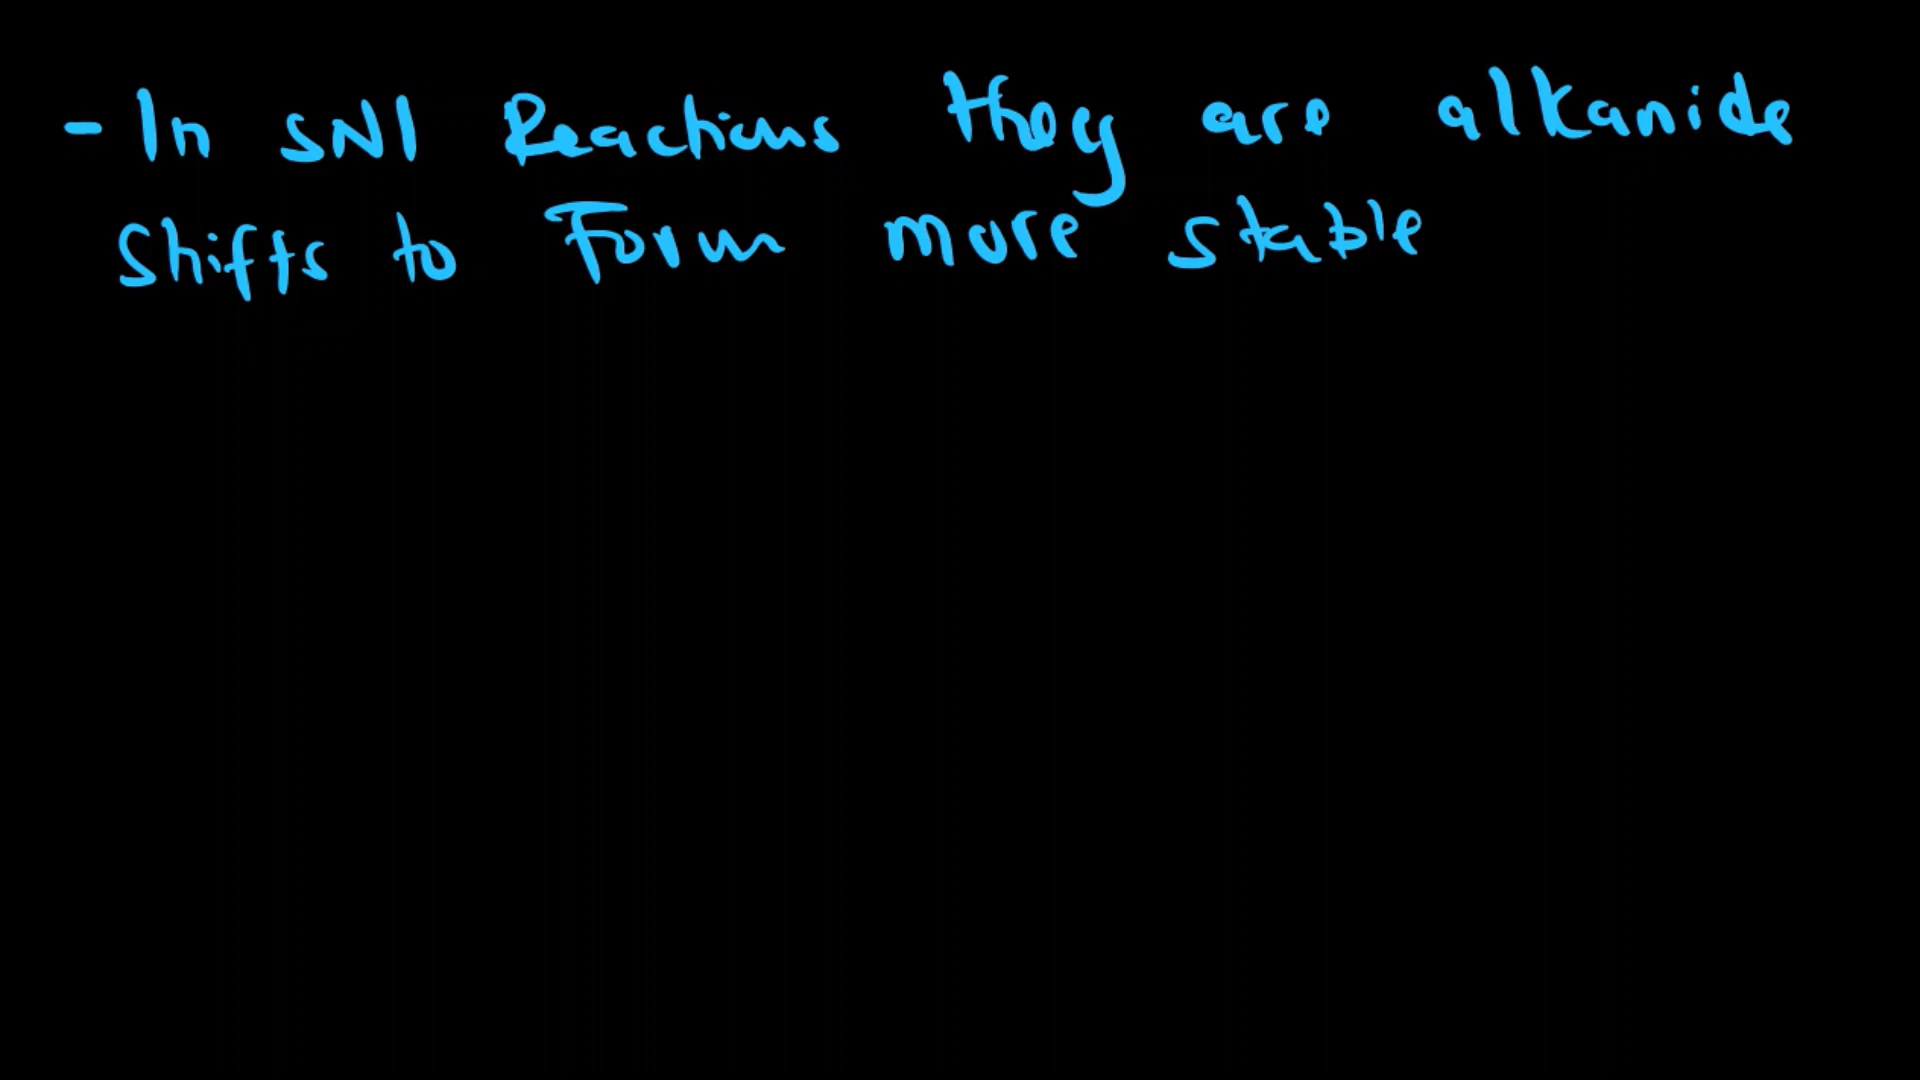 - In SN1 Reactions they are alkanide
shifts to Form more stable